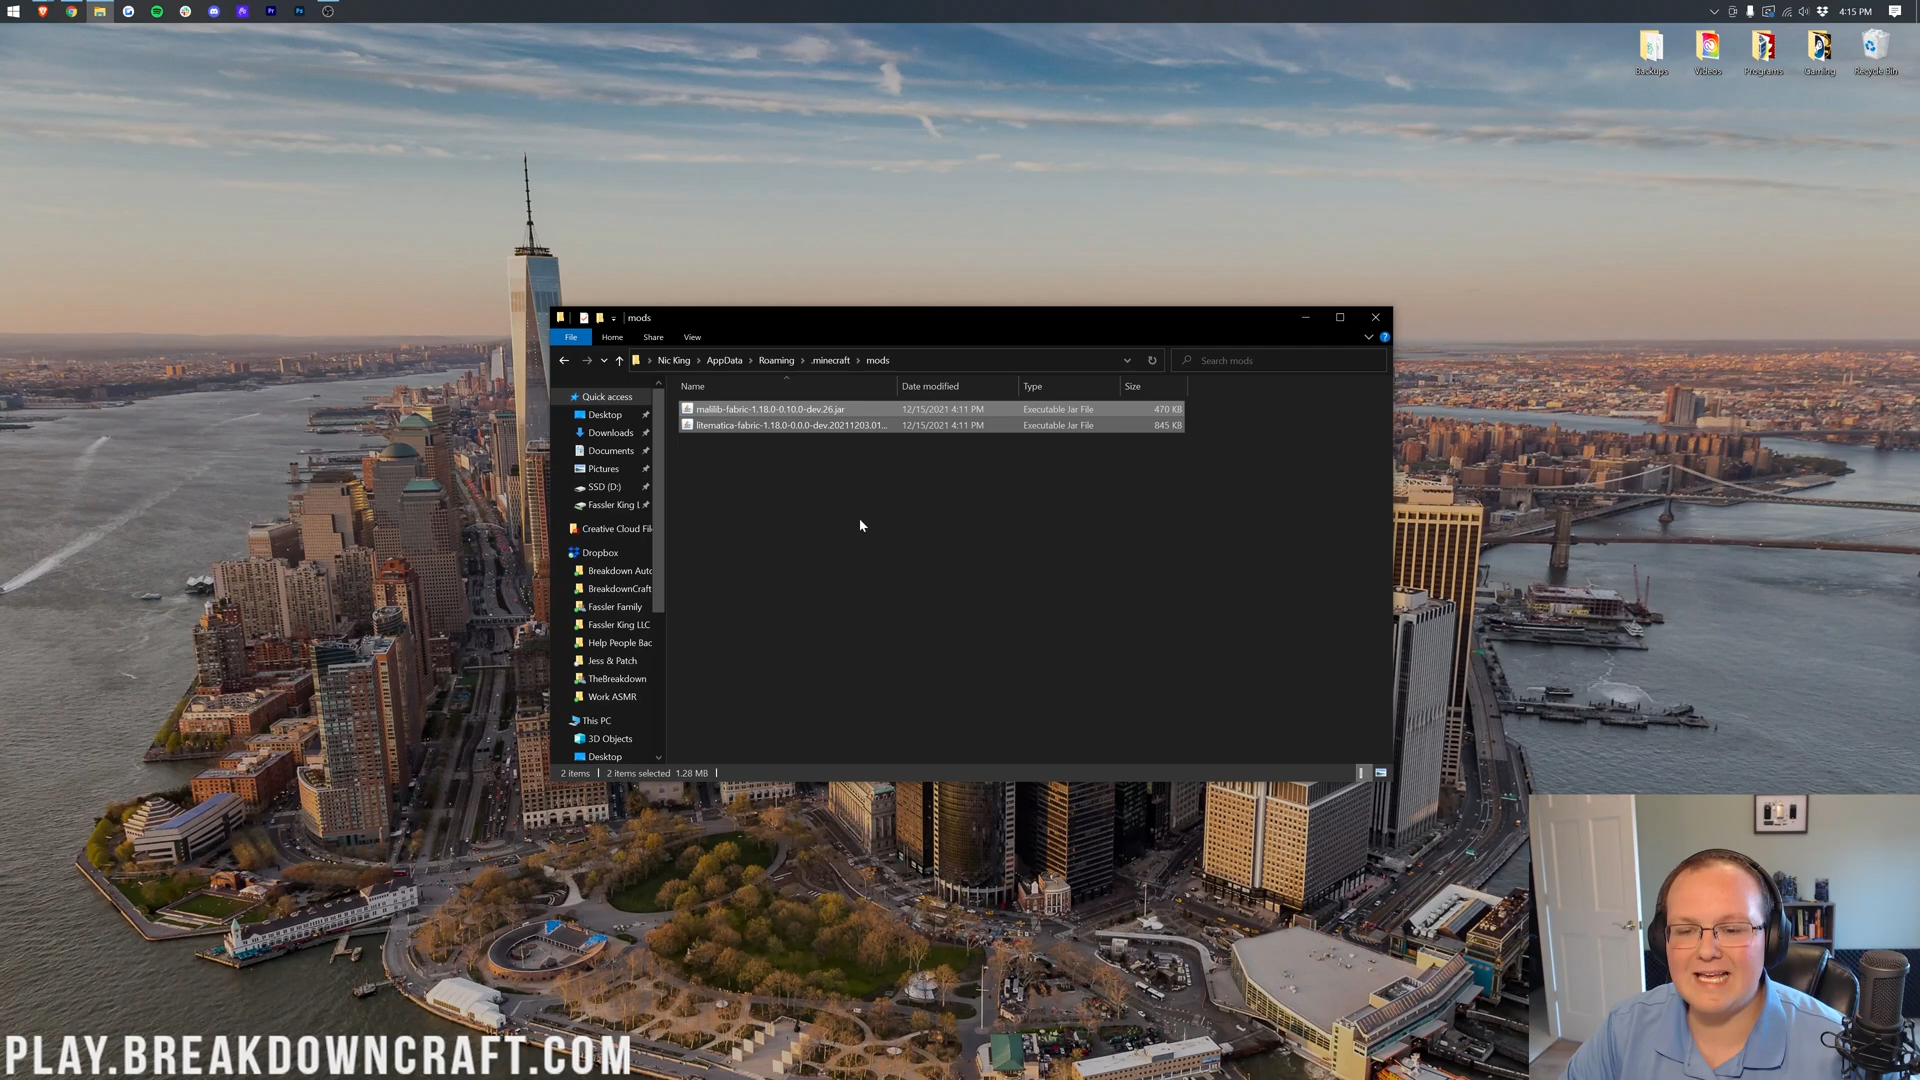 4:15 PM
Backups
Videos
Programs
Gaming
Recycle Bin
mods
File
Home
Share
View
Nic King
AppData
Roaming
.minecraft
mods
Search mods
Name
Date modified
Type
Size
malilib-fabric-1.18.0-0.10.0-dev.26.jar
12/15/2021 4:11 PM
Executable Jar File
470 KB
litematica-fabric-1.18.0-0.0.0-dev.20211203.01...
12/15/2021 4:11 PM
Executable Jar File
845 KB
Quick access
Desktop
Downloads
Documents
Pictures
SSD (D:)
Fassler King L
Creative Cloud Fil
Dropbox
Breakdown Auto
BreakdownCraft
Fassler Family
Fassler King LLC
Help People Bac
Jess & Patch
TheBreakdown
Work ASMR
This PC
3D Objects
Desktop
2 items
2 items selected 1.28 MB
PLAY.BREAKDOWNCRAFT.COM